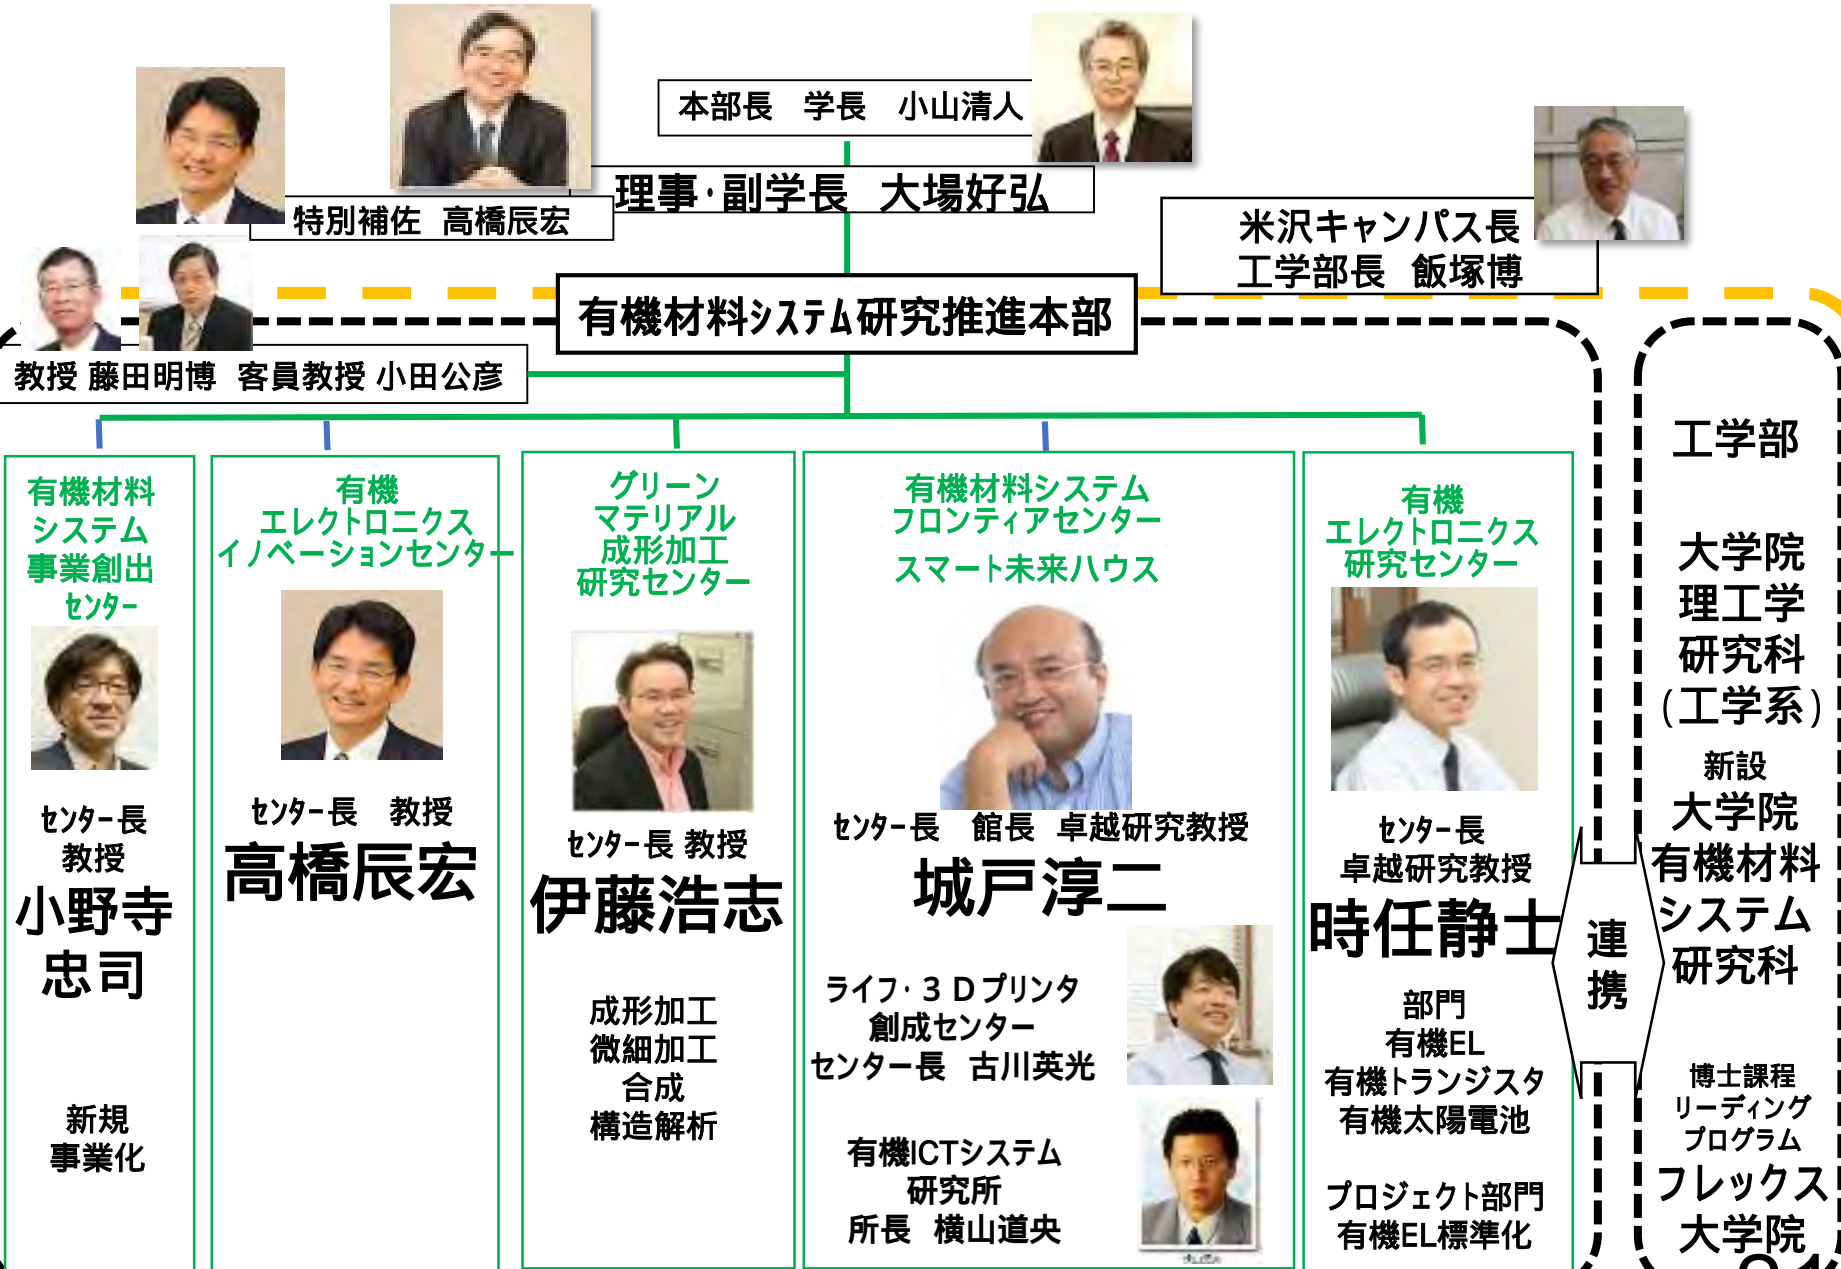 本部長　学長　小山清人
理事・副学長　大場好弘
特別補佐　高橋辰宏
米沢キャンパス長
工学部長　飯塚博
有機材料システム研究推進本部
教授 藤田明博　客員教授 小田公彦
有機材料
システム
事業創出
センター
センター長
教授
小野寺
忠司
新規
事業化
有機
エレクトロニクス
イノベーションセンター
センター長　教授
高橋辰宏
グリーン
マテリアル
成形加工
研究センター
センター長 教授
伊藤浩志
成形加工
微細加工
合成
構造解析
有機材料システム
フロンティアセンター
スマート未来ハウス
センター長　館長　卓越研究教授
城戸淳二
ライフ・３Ｄプリンタ
創成センター
センター長　古川英光
有機ICTシステム
研究所
所長　横山道央
有機
エレクトロニクス
研究センター
センター長
卓越研究教授
時任静士
部門
有機EL
有機トランジスタ
有機太陽電池
プロジェクト部門
有機EL標準化
連
携
工学部
大学院
理工学
研究科
(工学系)
新設
大学院
有機材料
システム
研究科
博士課程
リーディング
プログラム
フレックス
大学院